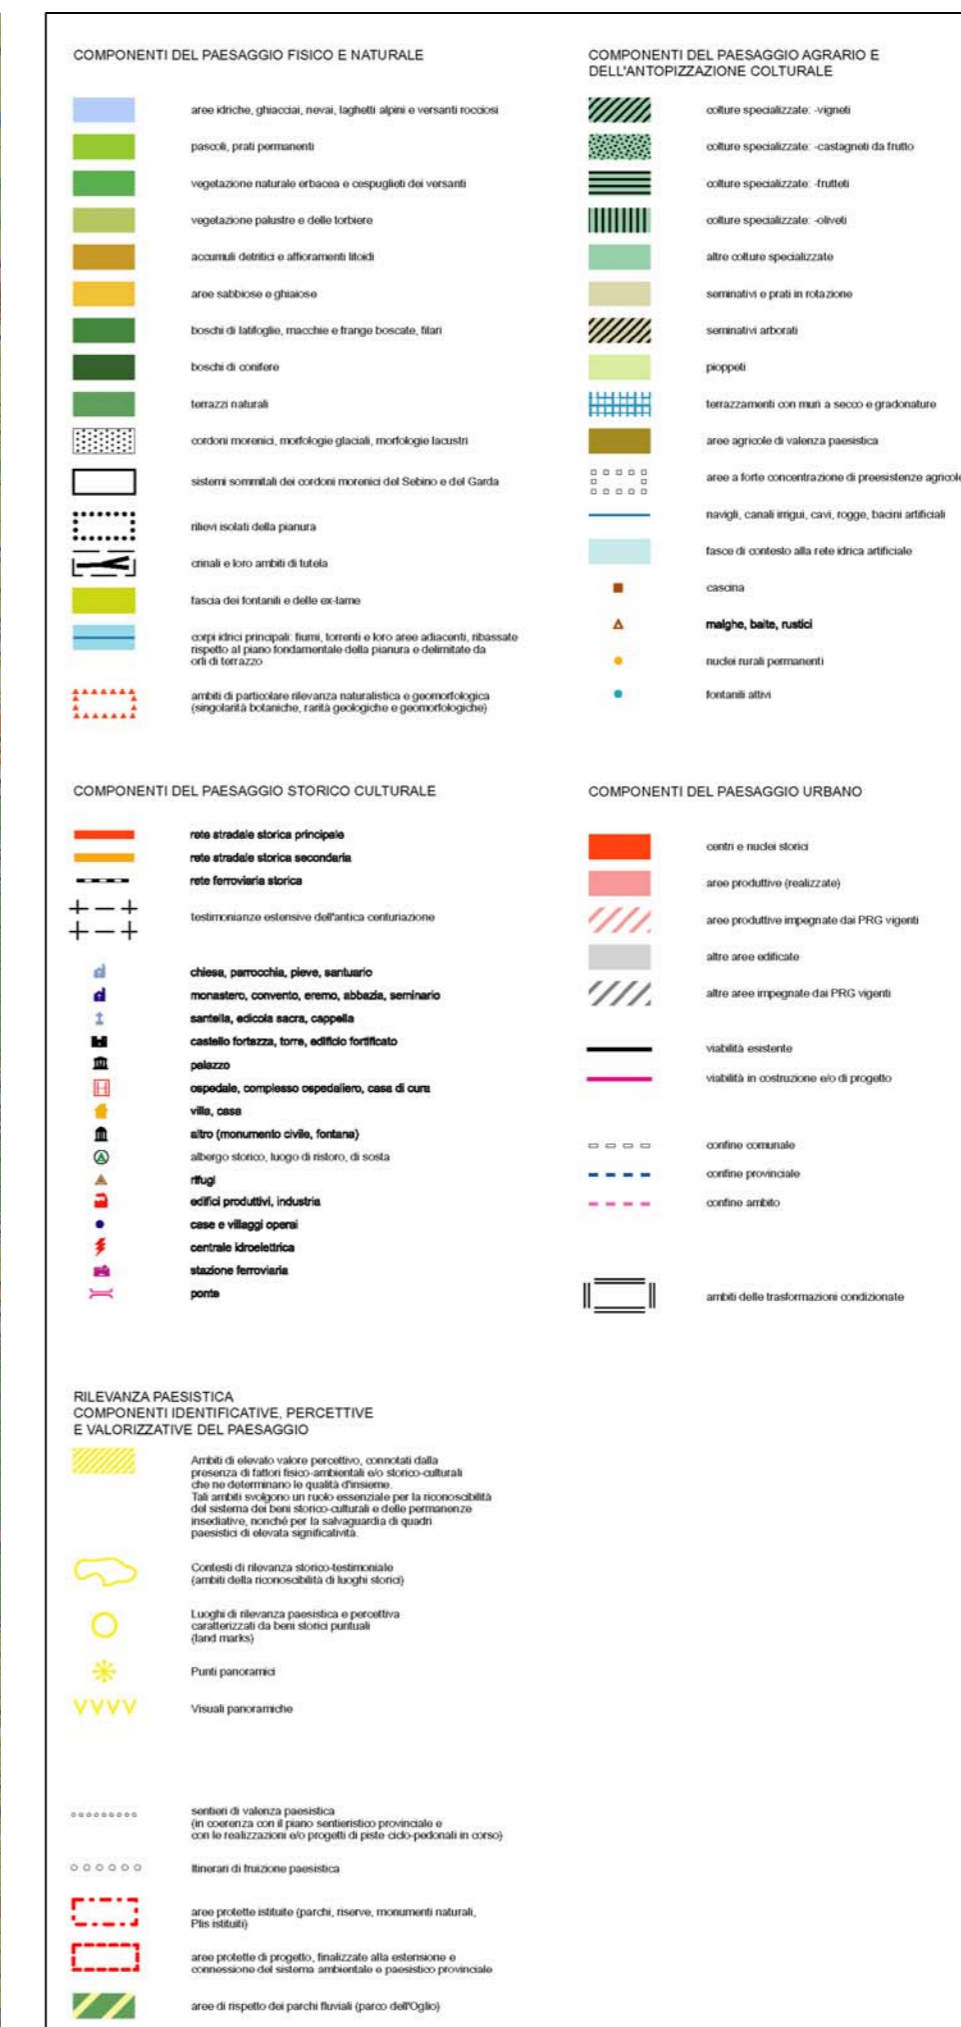 COMPONENTI DEL PAESAGGIO FISICO E NATURALE
aree idriche, ghiacciai, nevai, laghetti alpini e versanti rocciosi
pascoli, prati permanenti
vegetazione naturale erbacea e cespuglieti dei versanti
vegetazione palustre e delle torbiere
accumuli detritici e affioramenti litoidi
aree sabbiose e ghiaiose
boschi di latifoglie, macchie e frange boscate, filari
boschi di conifere
terrazzi naturali
cordoni morenici, morfologie glaciali, morfologie lacustri
sistemi sommitali dei cordoni morenici del Sebino e del Garda
rilievi isolati della pianura
crinali e loro ambiti di tutela
fascia dei fontanili e delle ex-lame
corpi idrici principali: fiumi, torrenti e loro aree adiacenti, ribassate
rispetto al piano fondamentale della pianura e delimitate da
orli di terrazzo
ambiti di particolare rilevanza naturalistica e geomorfologica
(singolarità botaniche, rarità geologiche e geomorfologiche)
COMPONENTI DEL PAESAGGIO AGRARIO E
DELL'ANTOPIZZAZIONE COLTURALE
colture specializzate: -vigneti
colture specializzate: -castagneti da frutto
colture specializzate: -frutteti
colture specializzate: -oliveti
altre colture specializzate
seminativi e prati in rotazione
seminativi arborati
pioppeti
terrazzamenti con muri a secco e gradonature
aree agricole di valenza paesistica
aree a forte concentrazione di preesistenze agricole
navigli, canali irrigui, cavi, rogge, bacini artificiali
fasce di contesto alla rete idrica artificiale
cascina
malghe, baite, rustici
nuclei rurali permanenti
fontanili attivi
COMPONENTI DEL PAESAGGIO STORICO CULTURALE
rete stradale storica principale
rete stradale storica secondaria
rete ferroviaria storica
testimonianze estensive dell'antica centuriazione
chiesa, parrocchia, pieve, santuario
monastero, convento, eremo, abbazia, seminario
santella, edicola sacra, cappella
castello fortezza, torre, edificio fortificato
palazzo
ospedale, complesso ospedaliero, casa di cura
villa, casa
altro (monumento civile, fontana)
albergo storico, luogo di ristoro, di sosta
rifugi
edifici produttivi, industria
case e villaggi operai
centrale idroelettrica
stazione ferroviaria
ponte
COMPONENTI DEL PAESAGGIO URBANO
centri e nuclei storici
aree produttive (realizzate)
aree produttive impegnate dai PRG vigenti
altre aree edificate
altre aree impegnate dai PRG vigenti
viabilità esistente
viabilità in costruzione e/o di progetto
confine comunale
confine provinciale
confine ambito
ambiti delle trasformazioni condizionate
RILEVANZA PAESISTICA
COMPONENTI IDENTIFICATIVE, PERCETTIVE
E VALORIZZATIVE DEL PAESAGGIO
Ambiti di elevato valore percettivo, connotati dalla
presenza di fattori fisico-ambientali e/o storico-culturali
che ne determinano le qualità d'insieme.
Tali ambiti svolgono un ruolo essenziale per la riconoscibilità
del sistema dei beni storico-culturali e delle permanenze
insediative, nonché per la salvaguardia di quadri
paesistici di elevata significatività.
Contesti di rilevanza storico-testimoniale
(ambiti della riconoscibilità di luoghi storici)
Luoghi di rilevanza paesistica e percettiva
caratterizzati da beni storici puntuali
(land marks)
Punti panoramici
Visuali panoramiche
sentieri di valenza paesistica
(in coerenza con il piano sentieristico provinciale e
con le realizzazioni e/o progetti di piste ciclo-pedonali in corso)
Itinerari di fruizione paesistica
aree protette istituite (parchi, riserve, monumenti naturali,
Plis istituiti)
aree protette di progetto, finalizzate alla estensione e
connessione del sistema ambientale e paesistico provinciale
aree di rispetto dei parchi fluviali (parco dell'Oglio)